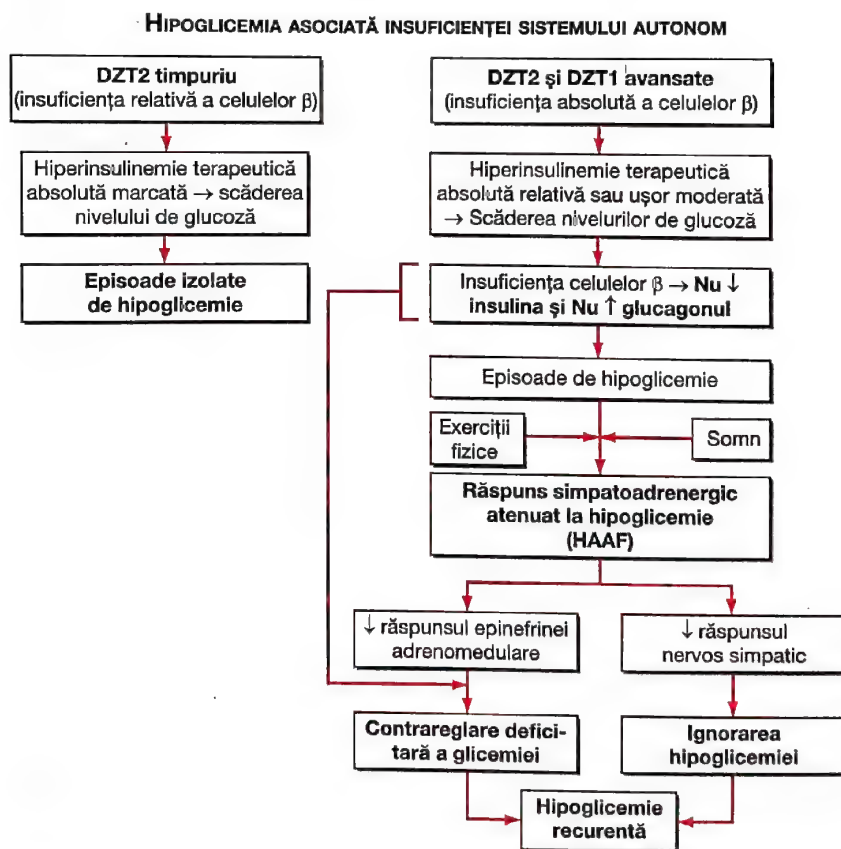 HIPOGLICEMIA ASOCIATĂ INSUFICIENȚEI SISTEMULUI AUTONOM
DZT2 timpuriu
(insuficiența relativă a celulelor β)
Hiperinsulinemie terapeutică
absolută marcată → scăderea
nivelului de glucoză
Episoade izolate
de hipoglicemie
DZT2 și DZT1 avansate
(insuficiența absolută a celulelor β)
Hiperinsulinemie terapeutică
absolută relativă sau ușor moderată
→ Scăderea nivelurilor de glucoză
Insuficiența celulelor β → Nu ↓
insulina și Nu ↑ glucagonul
Episoade de hipoglicemie
Exerciții
fizice
Somn
Răspuns simpatoadrenergic
atenuat la hipoglicemie
(HAAF)
↓ răspunsul epinefrinei
adrenomedulare
↓ răspunsul
nervos simpatic
Contrareglare defici-
tară a glicemiei
Ignorarea
hipoglicemiei
Hipoglicemie
recurentă